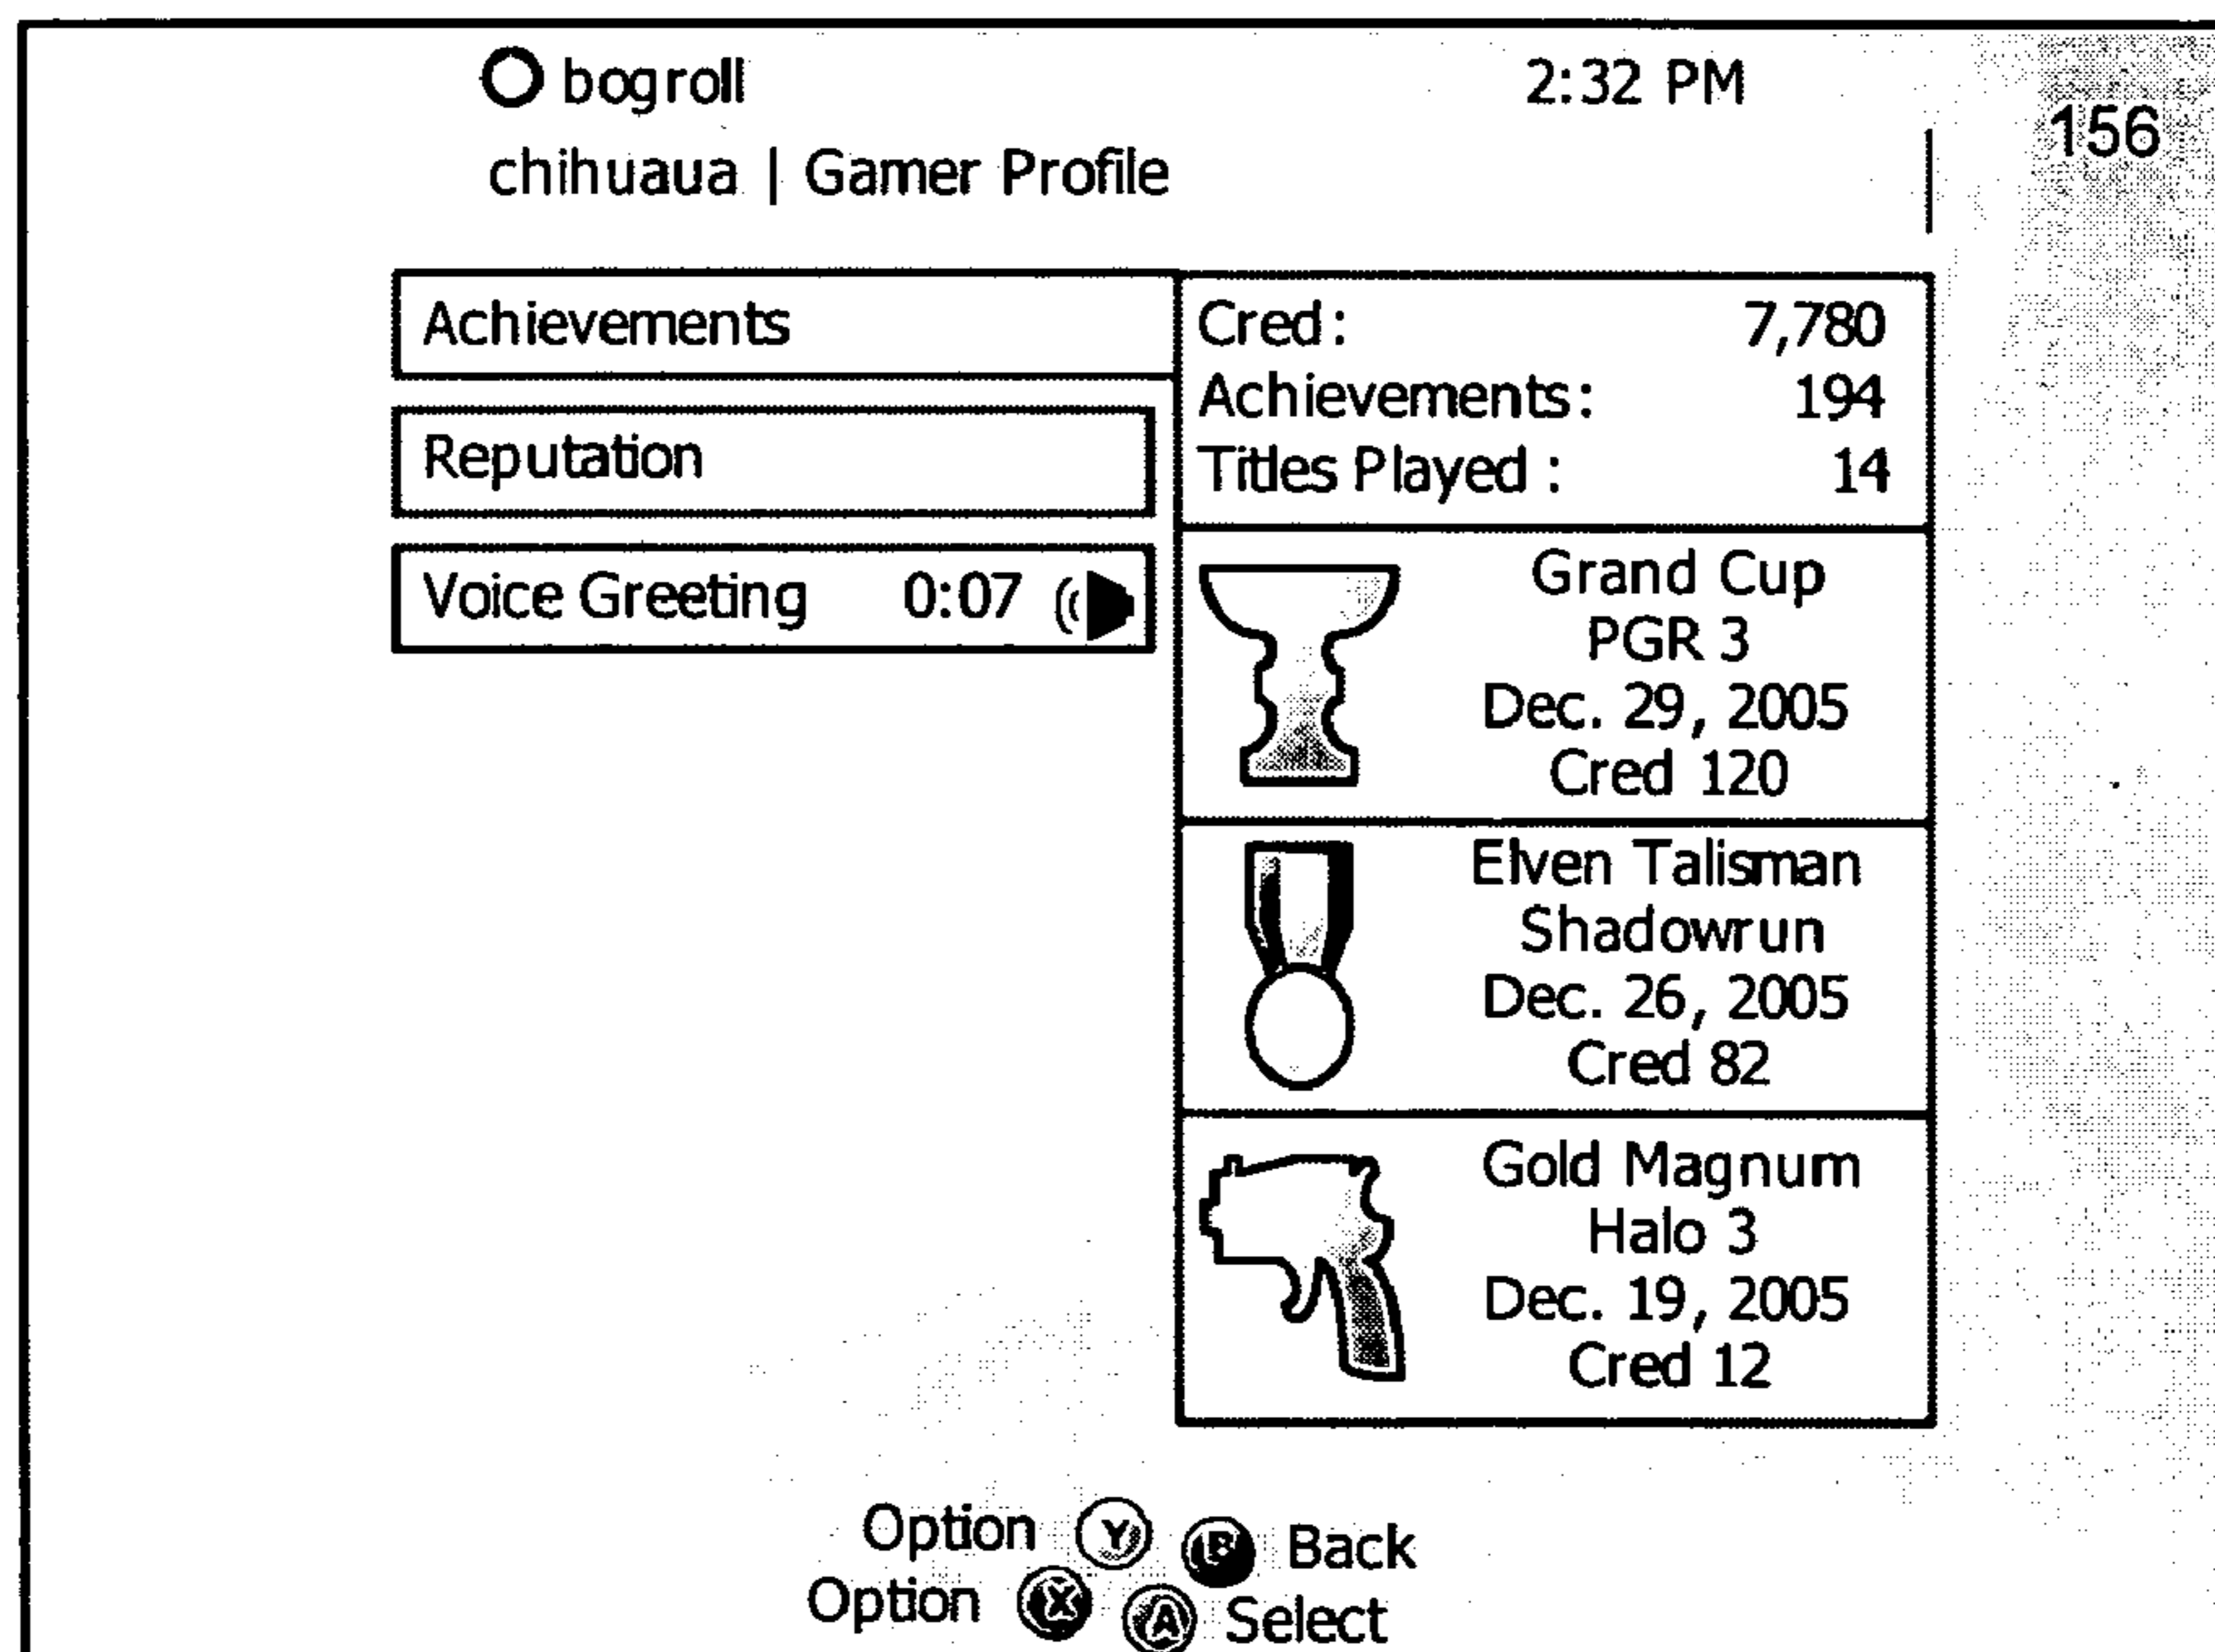 bogroll 2:32 PM
156
chihuaua | Gamer Profile
Achievements
Reputation
Voice Greeting 0:07
Cred: 7,780
Achievements: 194
Titles Played : 14
Grand Cup
PGR 3
Dec. 29, 2005
Cred 120
Elven Talisman
Shadowrun
Dec. 26, 2005
Cred 82
Gold Magnum
Halo 3
Dec. 19, 2005
Cred 12
Option Y B Back
Option X A Select